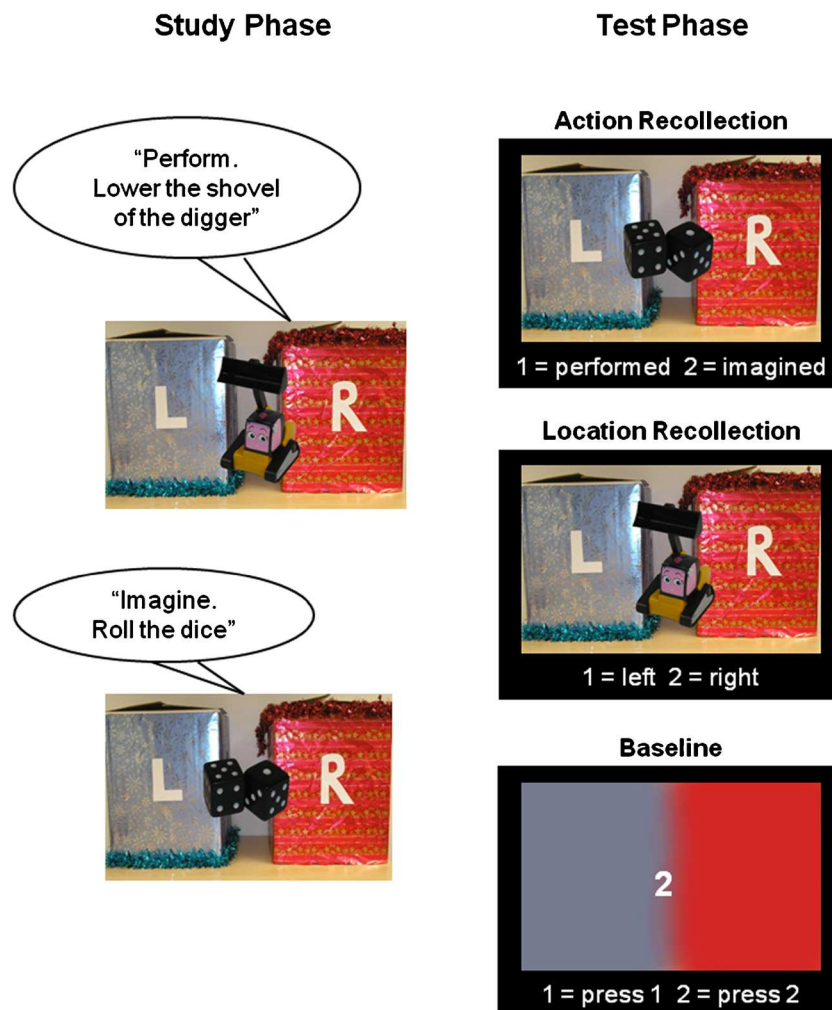 Study Phase
“Perform.
Lower the shovel
of the digger”
L R
“Imagine.
Roll the dice”
L R
Test Phase
Action Recollection
L R
1 = performed 2 = imagined
Location Recollection
L R
1 = left 2 = right
Baseline
2
1 = press 1 2 = press 2